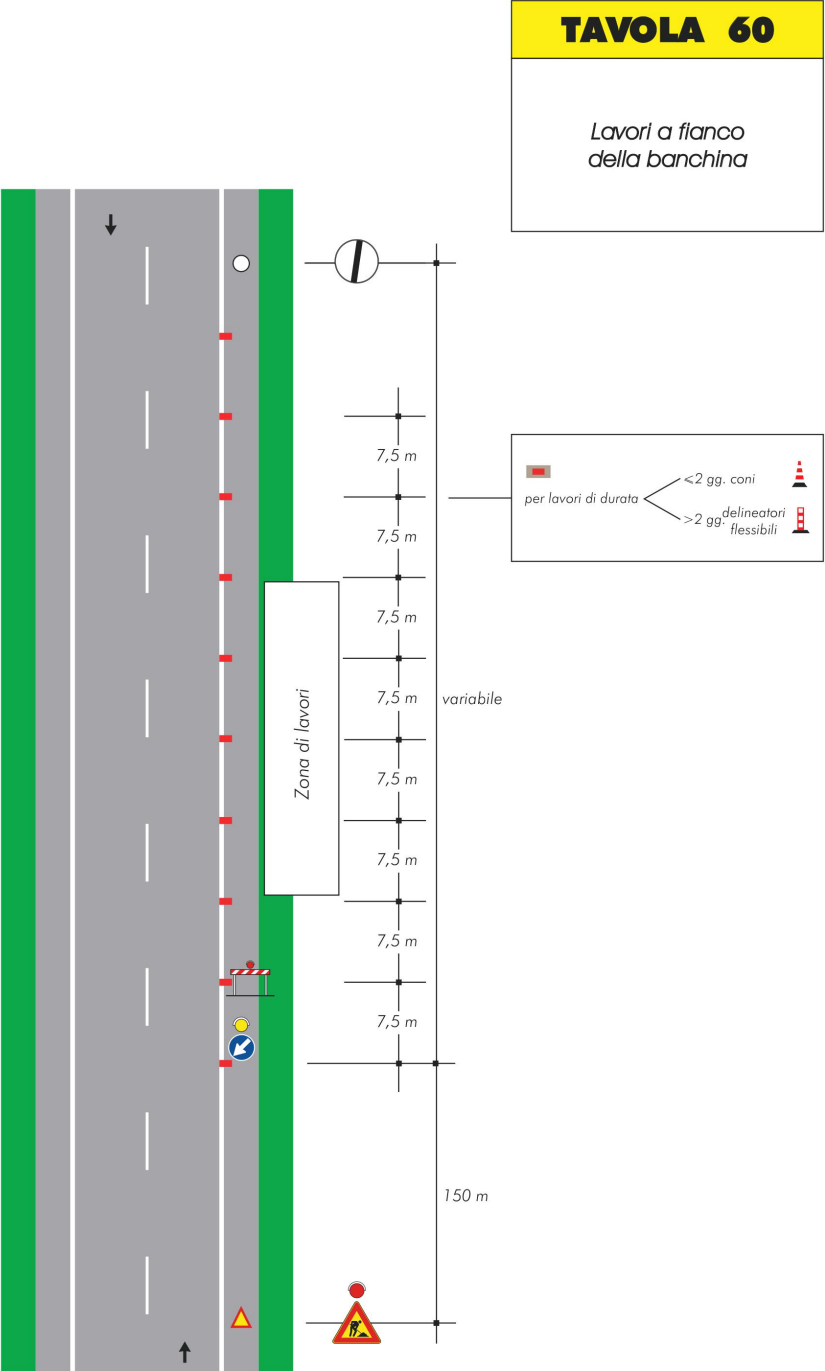 TAVOLA 60
Lavori a fianco
della banchina
7,5 m
≤2 gg. coni
per lavori di durata
>2 gg. delineatori
flessibili
7,5 m
7,5 m
7,5 m
variabile
Zona di lavori
7,5 m
7,5 m
7,5 m
7,5 m
150 m